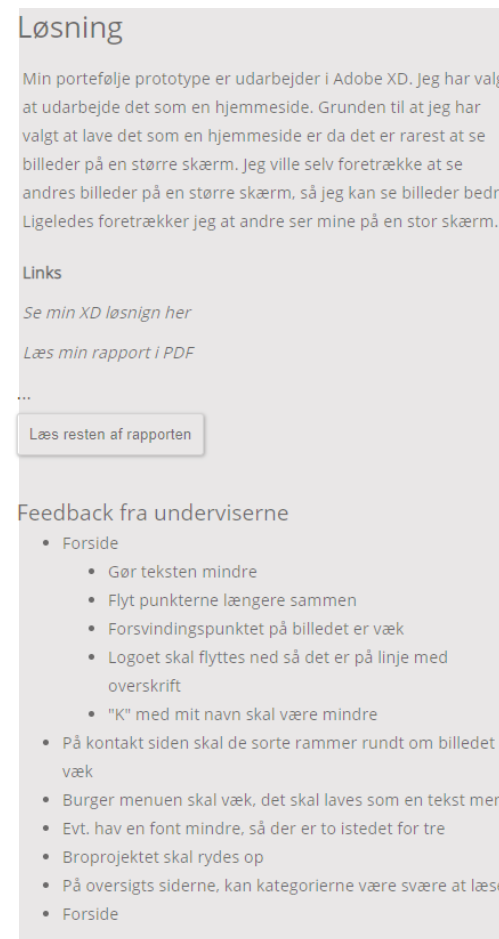 Løsning
Min portefølje prototype er udarbejder i Adobe XD. Jeg har valg
at udarbejde det som en hjemmeside. Grunden til at jeg har
valgt at lave det som en hjemmeside er da det er rarest at se
billeder på en større skærm. Jeg ville selv foretrække at se
andres billeder på en større skærm, så jeg kan se billeder bedr
Ligeledes foretrækker jeg at andre ser mine på en stor skærm.
Links
Se min XD løsnign her
Læs min rapport i PDF
...
Læs resten af rapporten
Feedback fra underviserne
• Forside
• Gør teksten mindre
• Flyt punkterne længere sammen
• Forsvindingspunktet på billedet er væk
• Logoet skal flyttes ned så det er på linje med
overskrift
• "K" med mit navn skal være mindre
• På kontakt siden skal de sorte rammer rundt om billedet
væk
• Burger menuen skal væk, det skal laves som en tekst men
• Evt. hav en font mindre, så der er to istedet for tre
• Broprojektet skal rydes op
• På oversigts siderne, kan kategorierne være svære at læse
• Forside